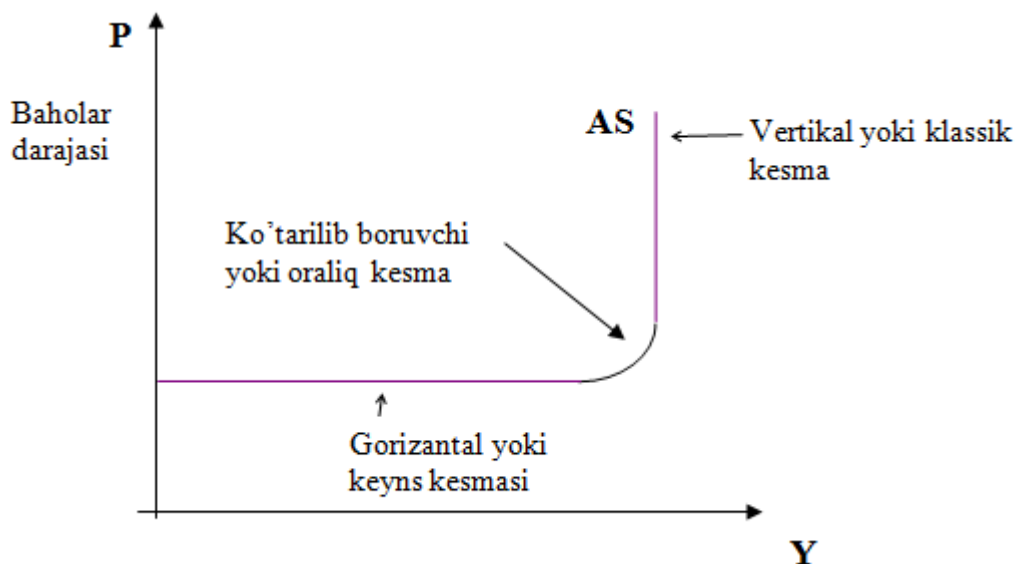 P
Baholar
darajasi
AS
Vertikal yoki klassik
kesma
Ko’tarilib boruvchi
yoki oraliq kesma
Gorizantal yoki
keyns kesmasi
Y